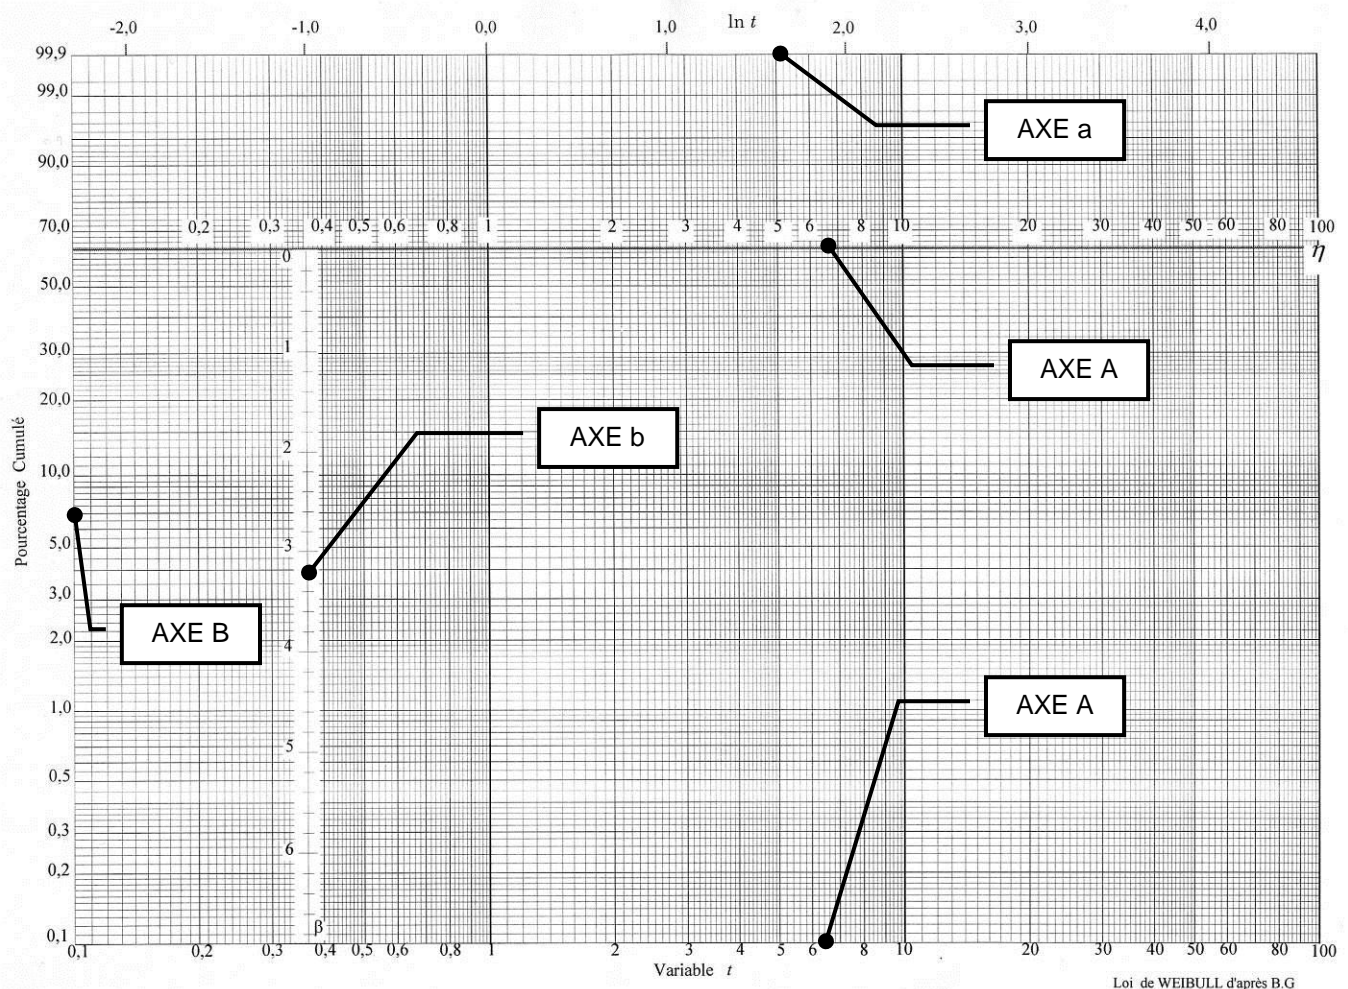 -2,0 -1,0 0,0 1,0 ln t 2,0 3,0 4,0
99,9
99,0
AXE a
90,0
70,0 0,2 0,3 0,4 0,5 0,6 0,8 1 2 3 4 5 6 8 10 20 30 40 50 60 80 100
η
0
50,0
1
30,0
AXE A
20,0
AXE b
2
10,0
Pourcentage Cumulé
5,0
3
3,0
AXE B
2,0
4
AXE A
1,0
5
0,5
0,3
6
0,2
β
0,1
0,1 0,2 0,3 0,4 0,5 0,6 0,8 1 2 3 4 5 6 8 10 20 30 40 50 60 80 100
Variable t
Loi de WEIBULL d'après B.G